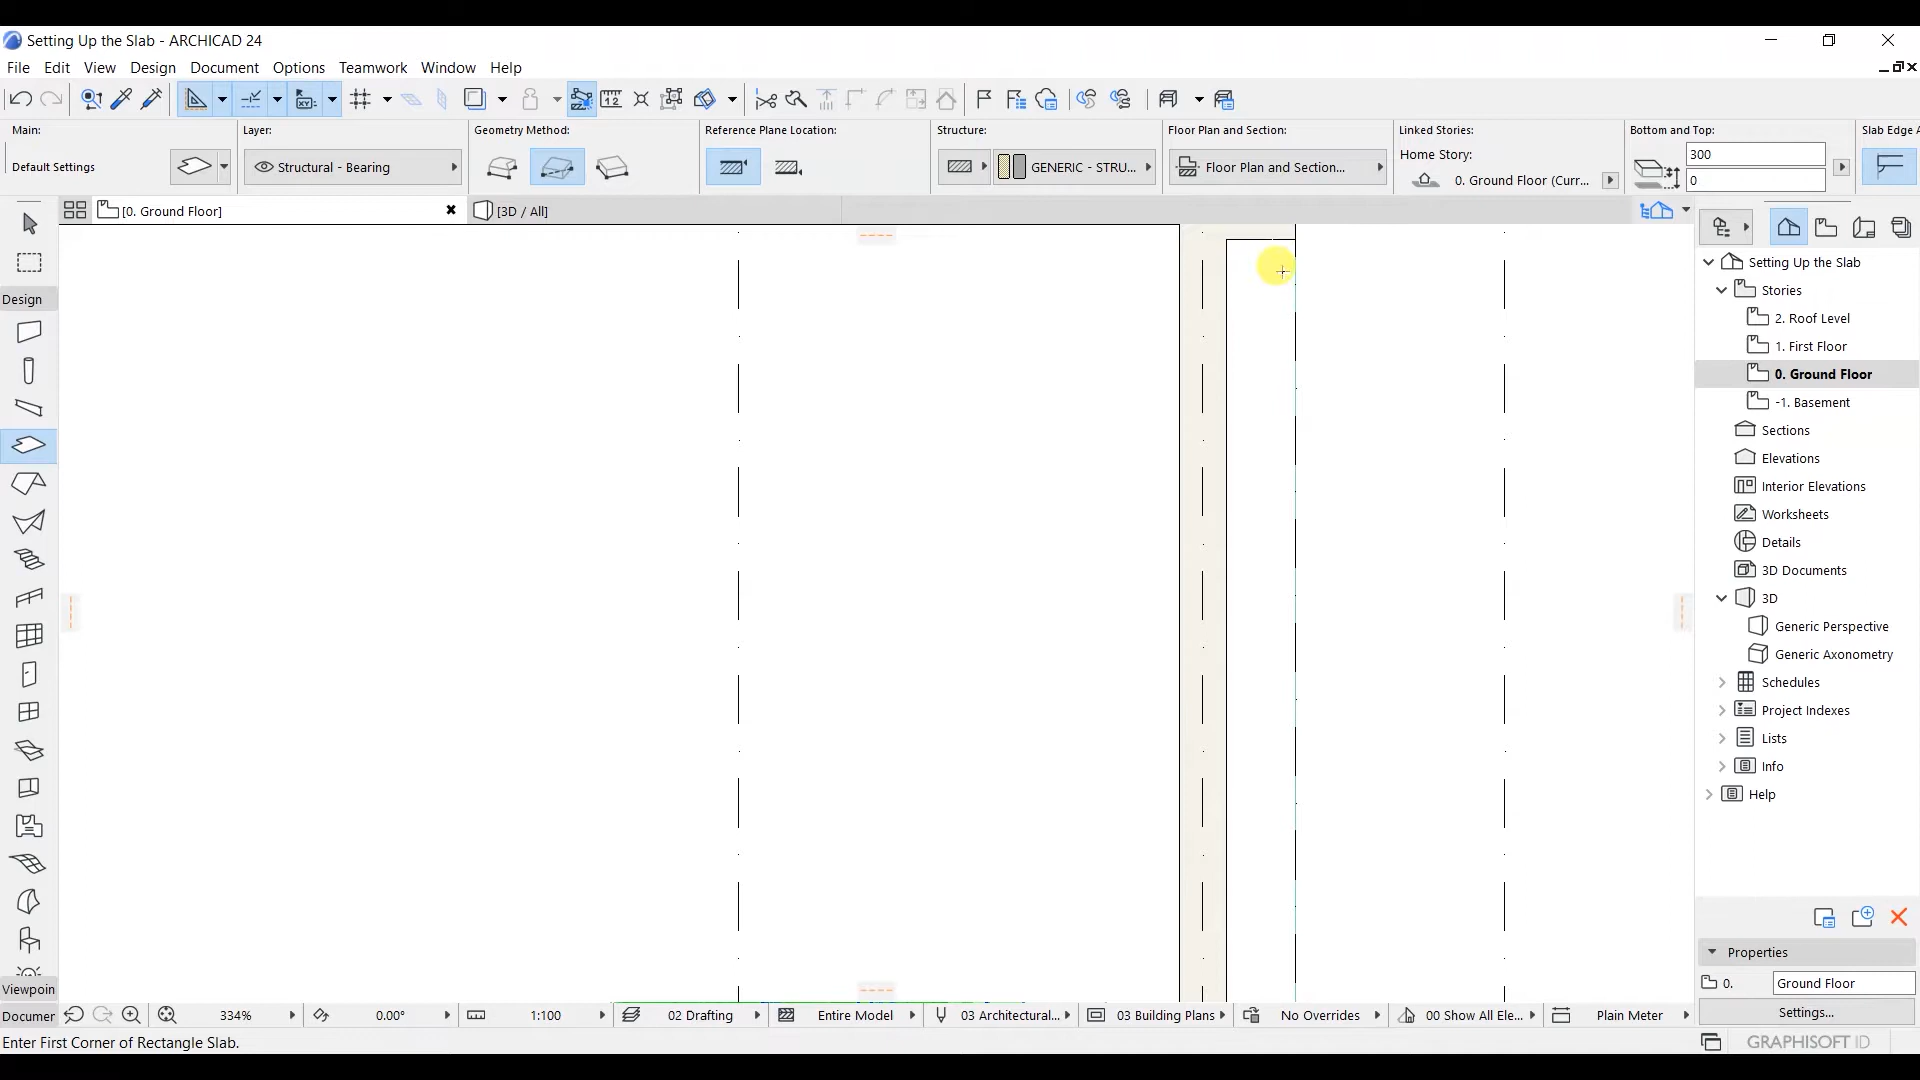 Setting Up the Slab - ARCHICAD 24
File Edit View Design Document Options Teamwork Window Help
Main:
Layer:
Geometry Method:
Reference Plane Location:
Structure:
Floor Plan and Section:
Linked Stories:
Bottom and Top:
Slab Edge A
Home Story:
300
Default Settings
Structural - Bearing
GENERIC - STRU...
Floor Plan and Section...
0. Ground Floor (Curr...
0
[0. Ground Floor]
[3D / All]
Design
Viewpoin
Documer
Setting Up the Slab
Stories
2. Roof Level
1. First Floor
0. Ground Floor
-1. Basement
Sections
Elevations
Interior Elevations
Worksheets
Details
3D Documents
3D
Generic Perspective
Generic Axonometry
Schedules
Project Indexes
Lists
Info
Help
Properties
0.
Ground Floor
Settings...
334%
0.00°
1:100
02 Drafting
Entire Model
03 Architectural...
03 Building Plans
No Overrides
00 Show All Ele...
Plain Meter
Enter First Corner of Rectangle Slab.
GRAPHISOFT ID